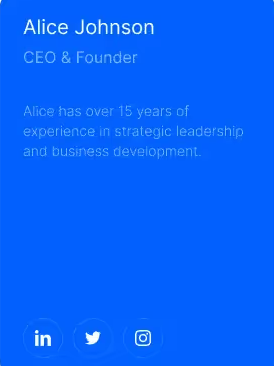 Alice Johnson
CEO & Founder
Alice has over 15 years of
experience in strategic leadership
and business development.
in